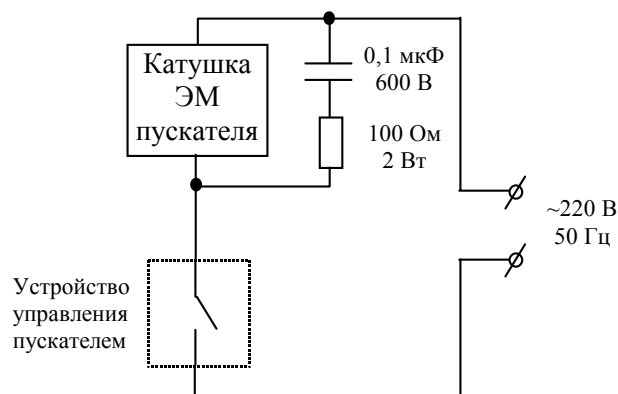 Катушка
ЭМ
пускателя
0,1 мкФ
600 В
100 Ом
2 Вт
~220 В
50 Гц
Устройство
управления
пускателем